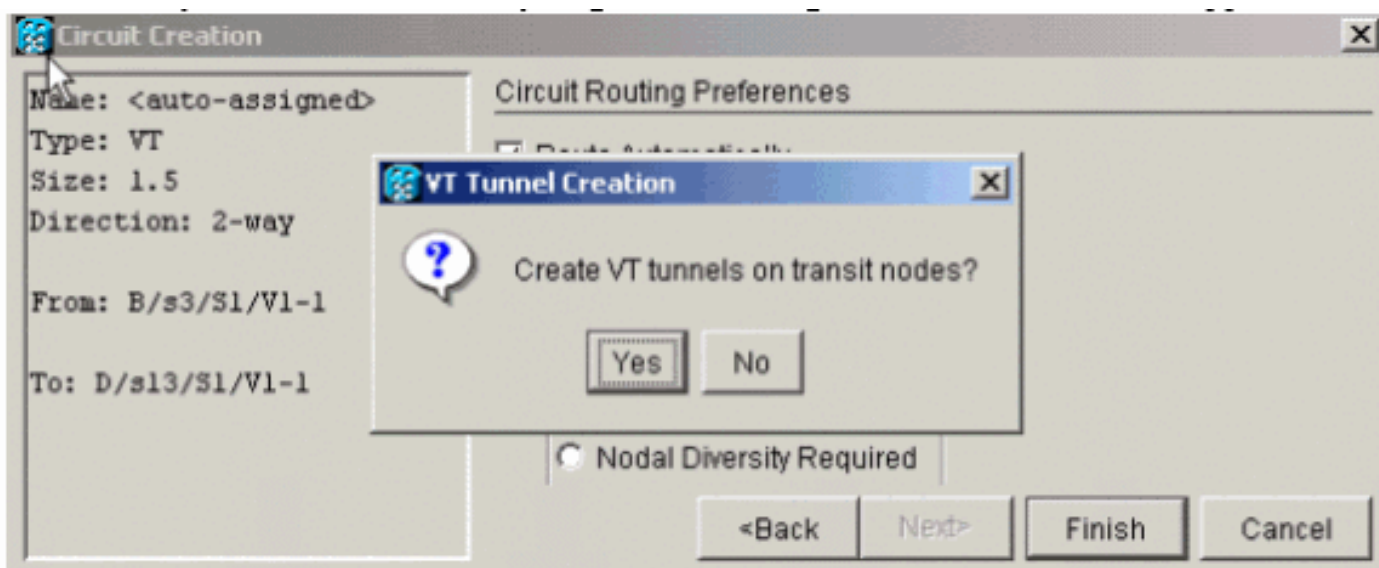 Circuit Creation
Name: <auto-assigned>
Type: VT
Size: 1.5
Direction: 2-way
From: B/s3/S1/V1-1
To: D/s13/S1/V1-1
Circuit Routing Preferences
Route Automatically
VT Tunnel Creation
Create VT tunnels on transit nodes?
Yes
No
Nodal Diversity Required
<Back
Next>
Finish
Cancel